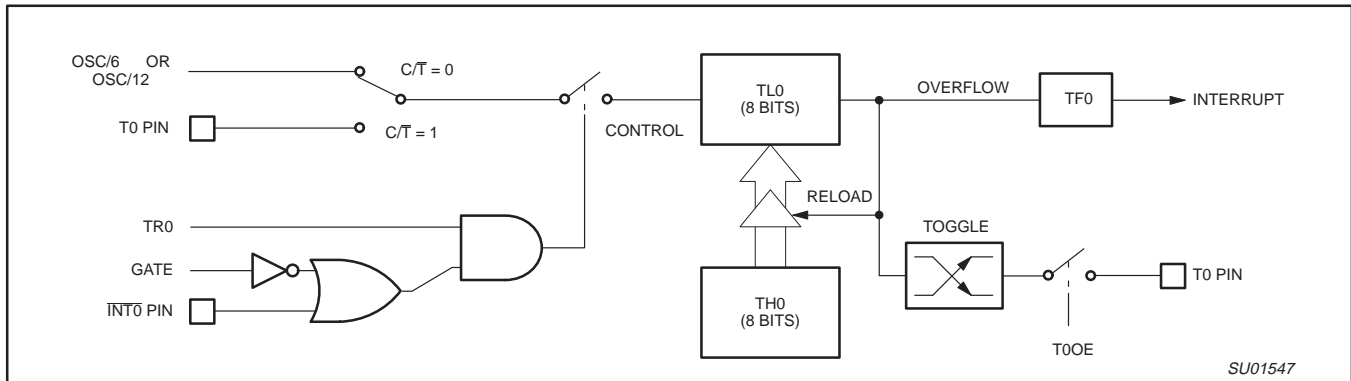 OSC/6 OR
OSC/12
C/T̅ = 0
T0 PIN
C/T̅ = 1
CONTROL
TL0
(8 BITS)
OVERFLOW
TF0
INTERRUPT
RELOAD
TR0
GATE
I̅N̅T̅0̅ PIN
TH0
(8 BITS)
TOGGLE
T0 PIN
T0OE
SU01547